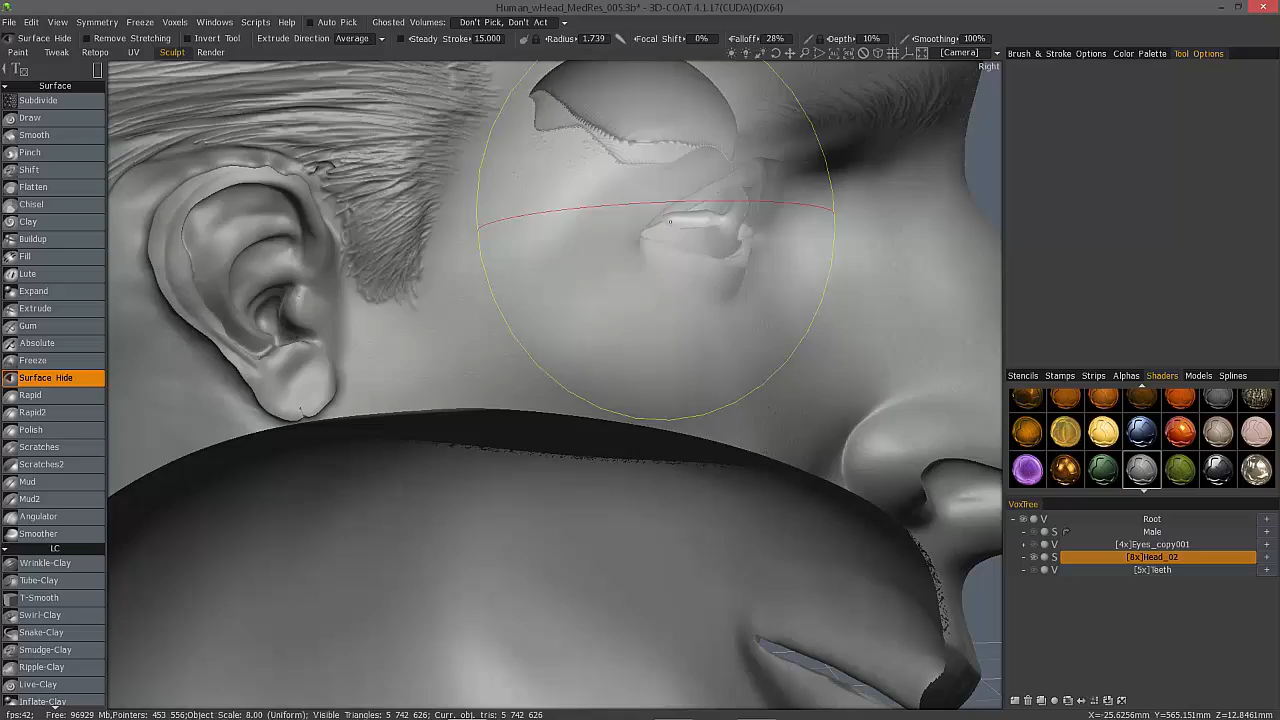 Human_wHead_MedRes_005.3b* - 3D-COAT 4.1.17(CUDA)(DX64)
File Edit View Symmetry Freeze Voxels Windows Scripts Help Auto Pick Ghosted Volumes: Don't Pick, Don't Act
Surface Hide Remove Stretching Invert Tool Extrude Direction Average Steady Stroke 15.000 Radius 1.739 Focal Shift 0% Falloff 28% Depth 10% Smoothing 100%
Paint Tweak Retopo UV Sculpt Render [Camera]
Brush & Stroke Options Color Palette Tool Options
Right
Surface
Subdivide
Draw
Smooth
Pinch
Shift
Flatten
Chisel
Clay
Buildup
Fill
Lute
Expand
Extrude
Gum
Absolute
Freeze
Surface Hide
Rapid
Rapid2
Polish
Scratches
Scratches2
Mud
Mud2
Angulator
Smoother
LC
Wrinkle-Clay
Tube-Clay
T-Smooth
Swirl-Clay
Snake-Clay
Smudge-Clay
Ripple-Clay
Live-Clay
Inflate-Clay
Stencils Stamps Strips Alphas Shaders Models Splines
VoxTree
V Root
S Male
V [4x]Eyes_copy001
S [8x]Head_02
V [5x]Teeth
fps:42; Free: 96929 Mb,Pointers: 453 556;Object Scale: 8.00 (Uniform); Visible Triangles: 5 742 626; Curr. obj. tris: 5 742 626 X=-25.6256mm Y=565.151mm Z=12.8461mm